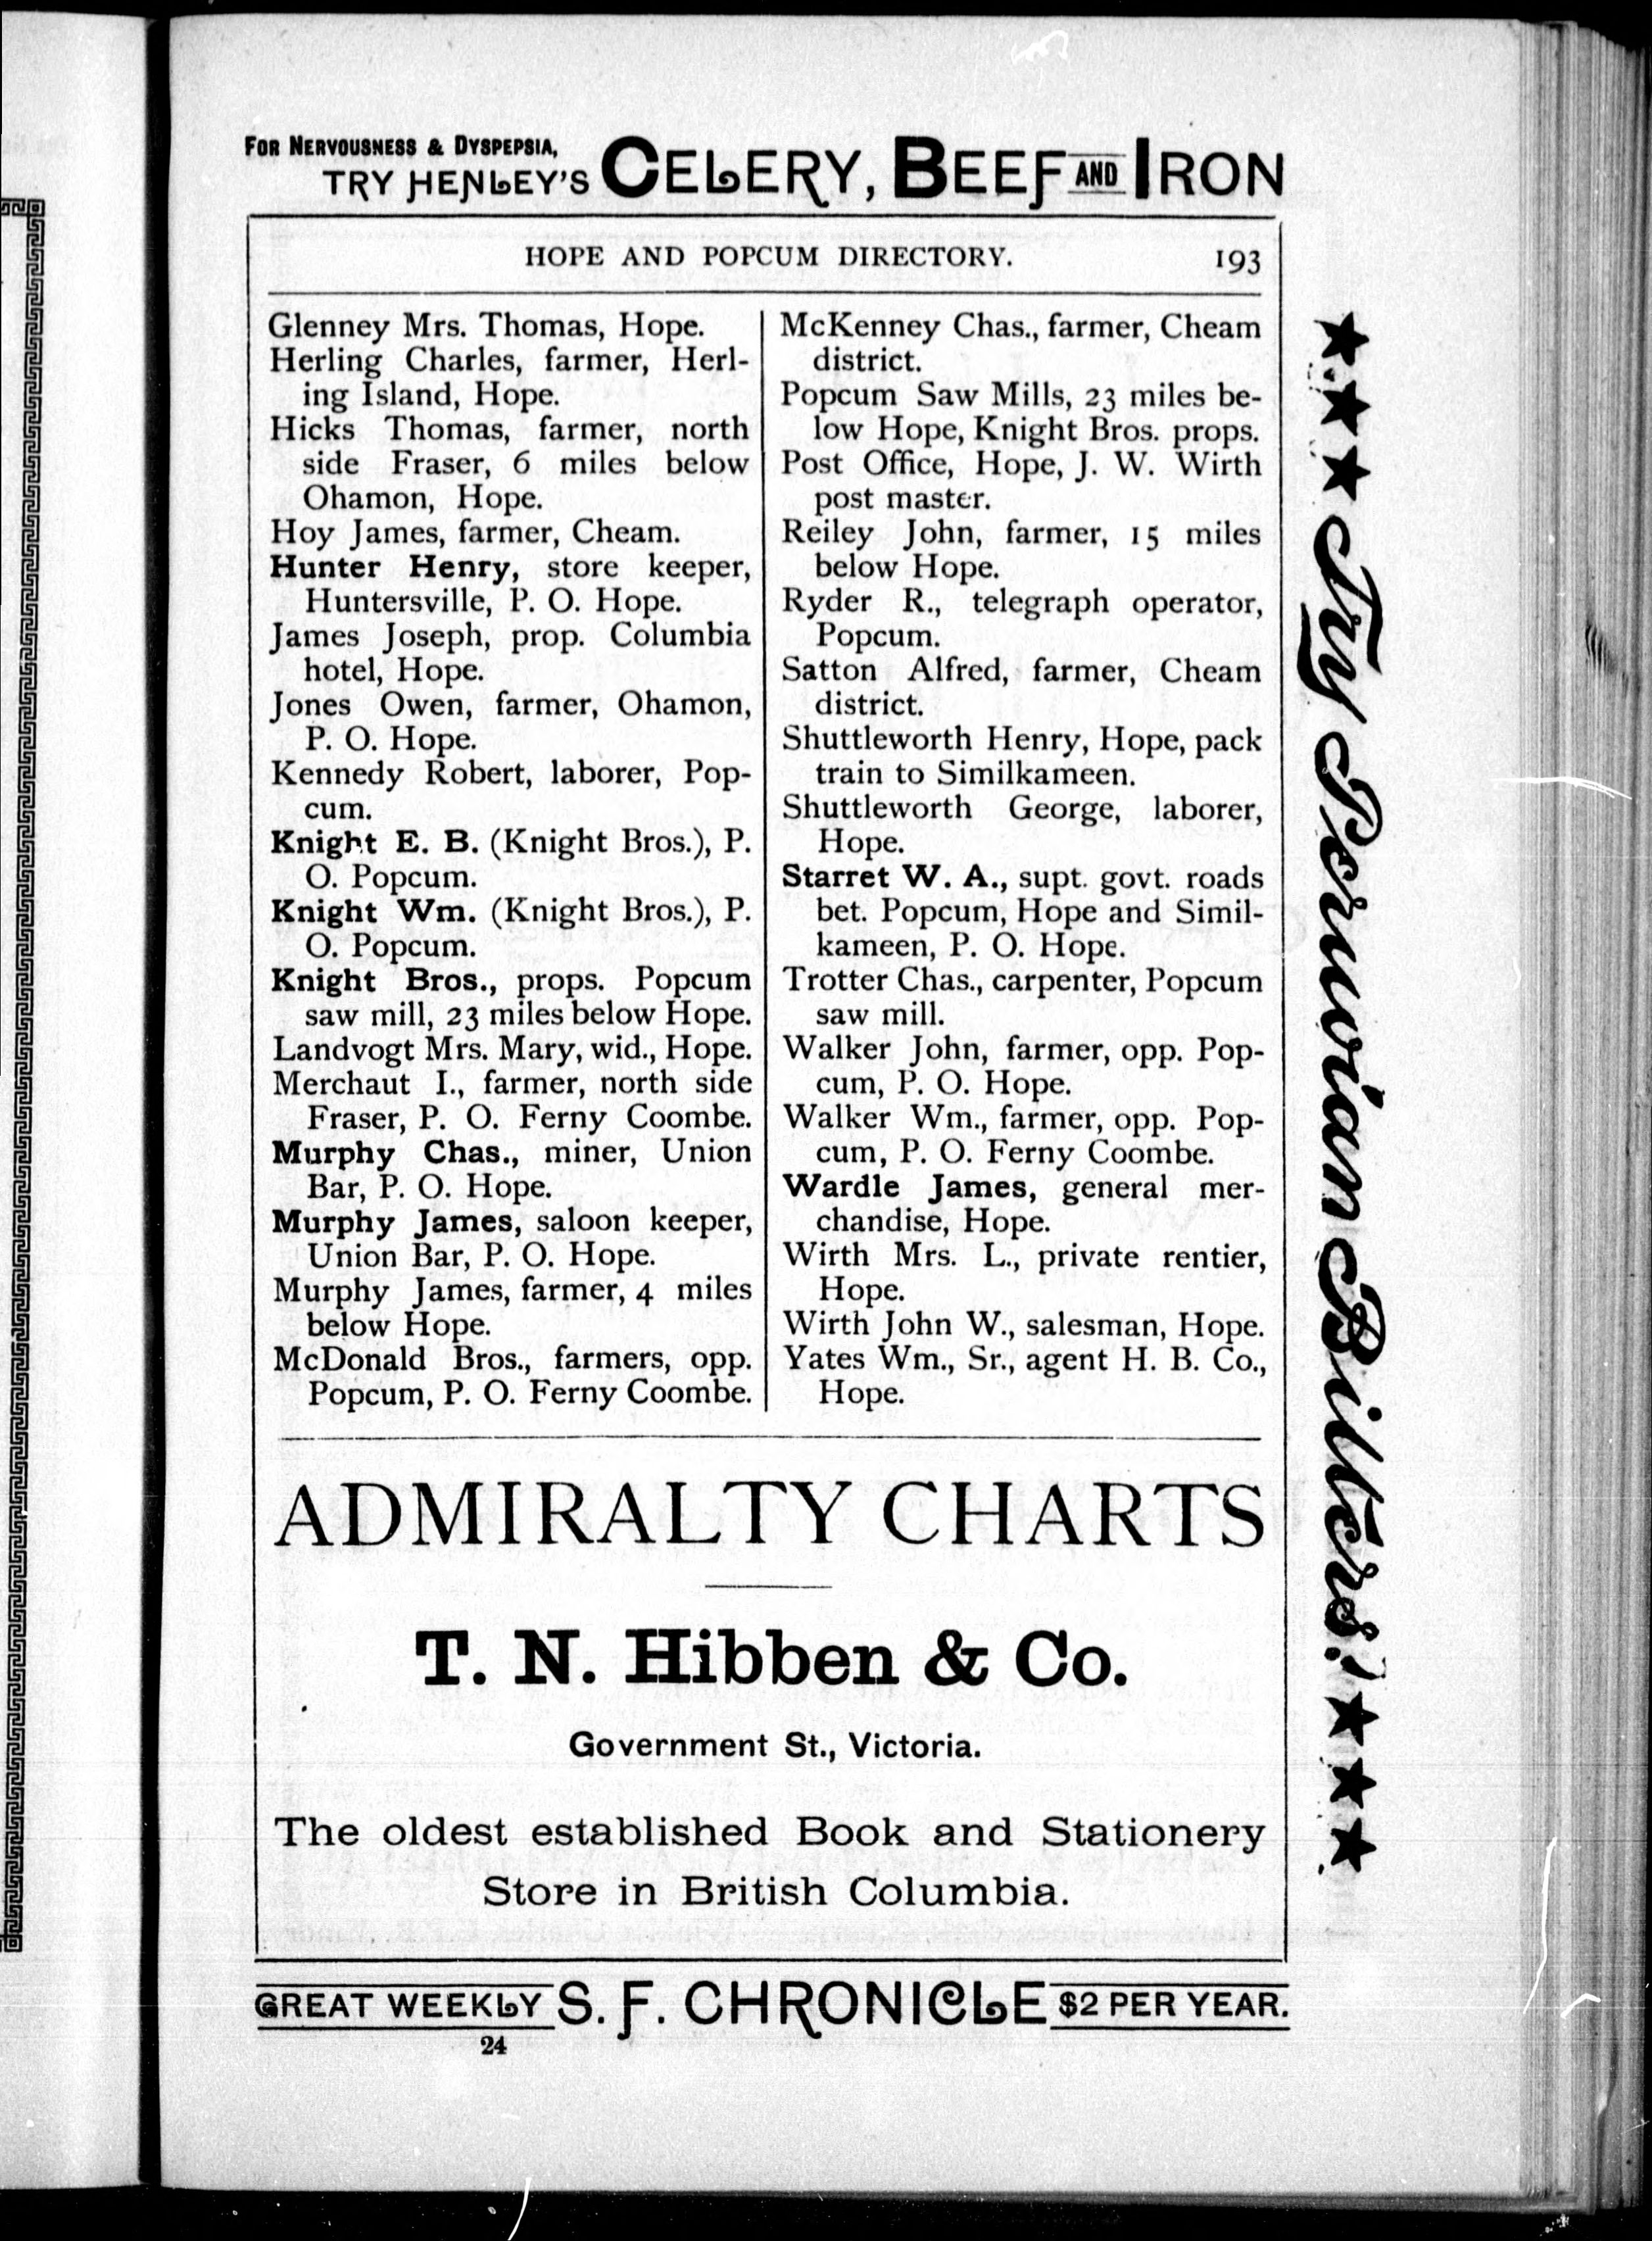 FOR NERVOUSNESS & DYSPEPSIA,
TRY HENLEY'S CELERY, BEEF AND IRON
HOPE AND POPCUM DIRECTORY. 193
Glenney Mrs. Thomas, Hope.
Herling Charles, farmer, Herl-
ing Island, Hope.
Hicks Thomas, farmer, north
side Fraser, 6 miles below
Ohamon, Hope.
Hoy James, farmer, Cheam.
Hunter Henry, store keeper,
Huntersville, P. O. Hope.
James Joseph, prop. Columbia
hotel, Hope.
Jones Owen, farmer, Ohamon,
P. O. Hope.
Kennedy Robert, laborer, Pop-
cum.
Knight E. B. (Knight Bros.), P.
O. Popcum.
Knight Wm. (Knight Bros.), P.
O. Popcum.
Knight Bros., props. Popcum
saw mill, 23 miles below Hope.
Landvogt Mrs. Mary, wid., Hope.
Merchaut I., farmer, north side
Fraser, P. O. Ferny Coombe.
Murphy Chas., miner, Union
Bar, P. O. Hope.
Murphy James, saloon keeper,
Union Bar, P. O. Hope.
Murphy James, farmer, 4 miles
below Hope.
McDonald Bros., farmers, opp.
Popcum, P. O. Ferny Coombe.
McKenney Chas., farmer, Cheam
district.
Popcum Saw Mills, 23 miles be-
low Hope, Knight Bros. props.
Post Office, Hope, J. W. Wirth
post master.
Reiley John, farmer, 15 miles
below Hope.
Ryder R., telegraph operator,
Popcum.
Satton Alfred, farmer, Cheam
district.
Shuttleworth Henry, Hope, pack
train to Similkameen.
Shuttleworth George, laborer,
Hope.
Starret W. A., supt. govt. roads
bet. Popcum, Hope and Simil-
kameen, P. O. Hope.
Trotter Chas., carpenter, Popcum
saw mill.
Walker John, farmer, opp. Pop-
cum, P. O. Hope.
Walker Wm., farmer, opp. Pop-
cum, P. O. Ferny Coombe.
Wardle James, general mer-
chandise, Hope.
Wirth Mrs. L., private rentier,
Hope.
Wirth John W., salesman, Hope.
Yates Wm., Sr., agent H. B. Co.,
Hope.
ADMIRALTY CHARTS
T. N. Hibben & Co.
Government St., Victoria.
The oldest established Book and Stationery
Store in British Columbia.
GREAT WEEKLY S. F. CHRONICLE $2 PER YEAR.
24
★★★ Try Peruvian Bitters! ★★★